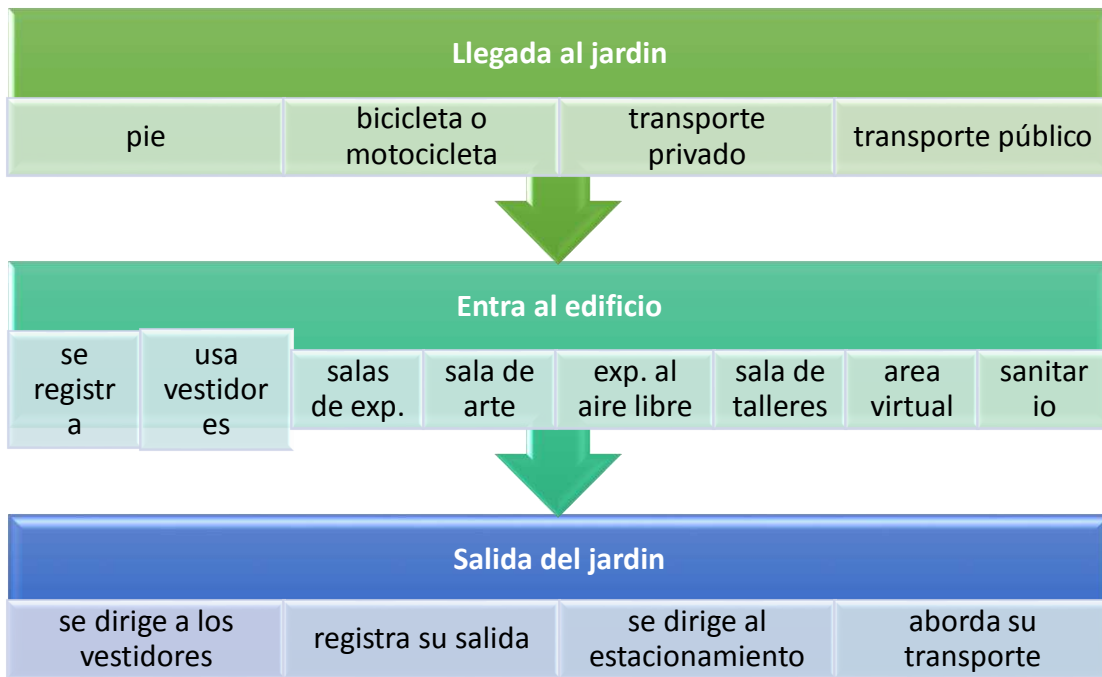 Llegada al jardin
pie
bicicleta o
motocicleta
transporte
privado
transporte público
Entra al edificio
se
registr
a
usa
vestidor
es
salas
de exp.
sala de
arte
exp. al
aire libre
sala de
talleres
area
virtual
sanitar
io
Salida del jardin
se dirige a los
vestidores
registra su salida
se dirige al
estacionamiento
aborda su
transporte